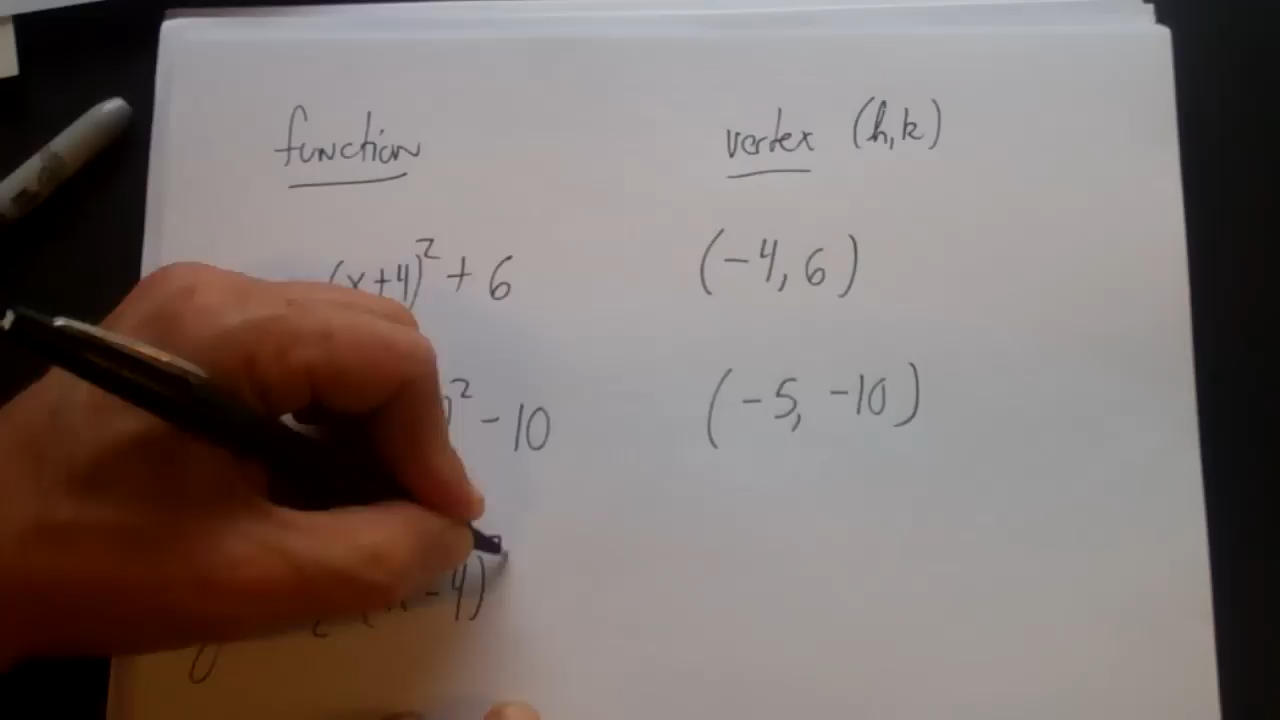 function vertex (h,k)
(x+4)² + 6 (-4, 6)
)² - 10 (-5, -10)
- 4)